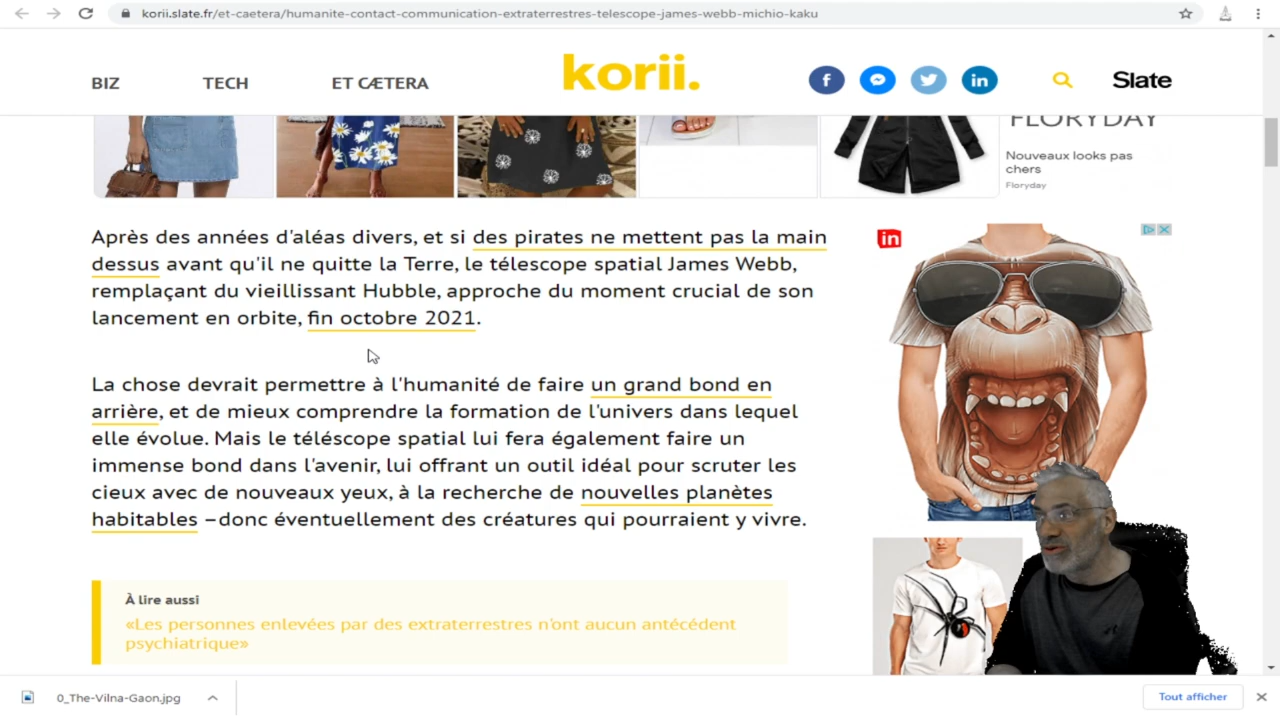 korii.slate.fr/et-caetera/humanite-contact-communication-extraterrestres-telescope-james-webb-michio-kaku
BIZ
TECH
ET CÆTERA
korii.
Slate
FLORYDAY
Nouveaux looks pas
chers
Floryday
Après des années d'aléas divers, et si des pirates ne mettent pas la main
dessus avant qu'il ne quitte la Terre, le télescope spatial James Webb,
remplaçant du vieillissant Hubble, approche du moment crucial de son
lancement en orbite, fin octobre 2021.
in
La chose devrait permettre à l'humanité de faire un grand bond en
arrière, et de mieux comprendre la formation de l'univers dans lequel
elle évolue. Mais le téléscope spatial lui fera également faire un
immense bond dans l'avenir, lui offrant un outil idéal pour scruter les
cieux avec de nouveaux yeux, à la recherche de nouvelles planètes
habitables –donc éventuellement des créatures qui pourraient y vivre.
À lire aussi
«Les personnes enlevées par des extraterrestres n'ont aucun antécédent
psychiatrique»
0_The-Vilna-Gaon.jpg
Tout afficher